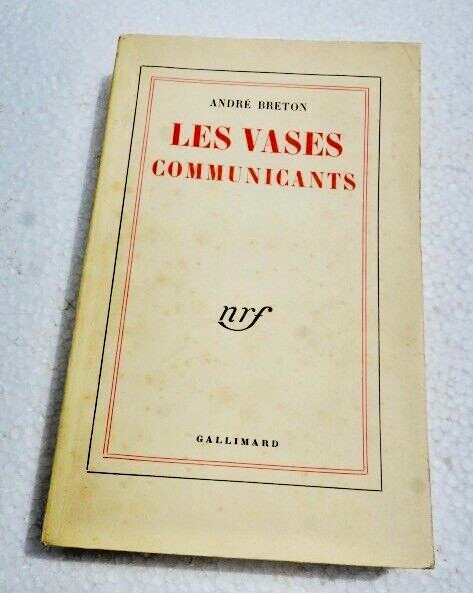 ANDRÉ BRETON
LES VASES
COMMUNICANTS
nrf
GALLIMARD